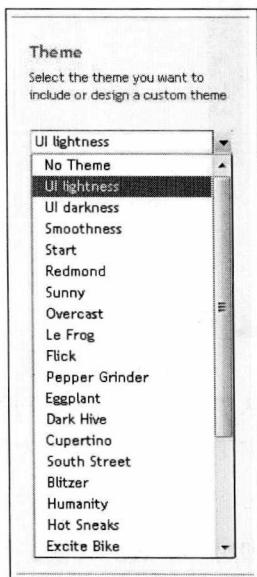 Theme
Select the theme you want to
include or design a custom theme
UI lightness
No Theme
UI lightness
UI darkness
Smoothness
Start
Redmond
Sunny
Overcast
Le Frog
Flick
Pepper Grinder
Eggplant
Dark Hive
Cupertino
South Street
Blitzer
Humanity
Hot Sneaks
Excite Bike